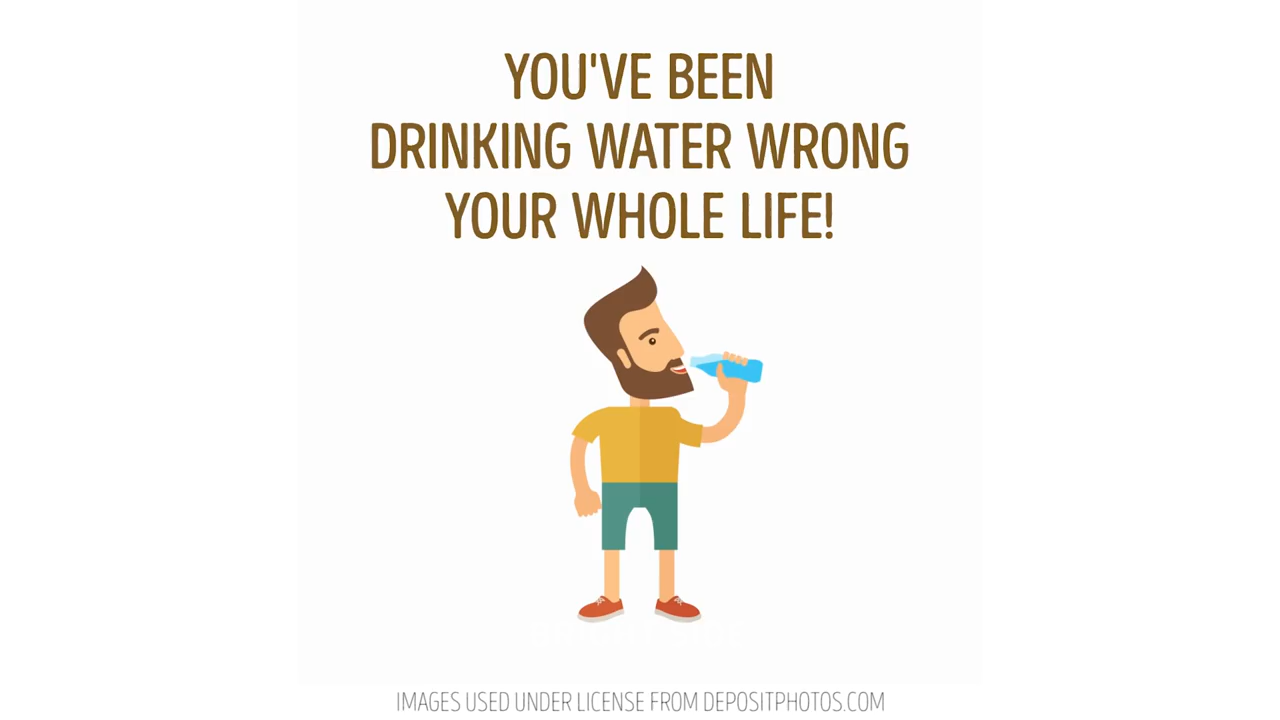 YOU'VE BEEN
DRINKING WATER WRONG
YOUR WHOLE LIFE!
IMAGES USED UNDER LICENSE FROM DEPOSITPHOTOS.COM